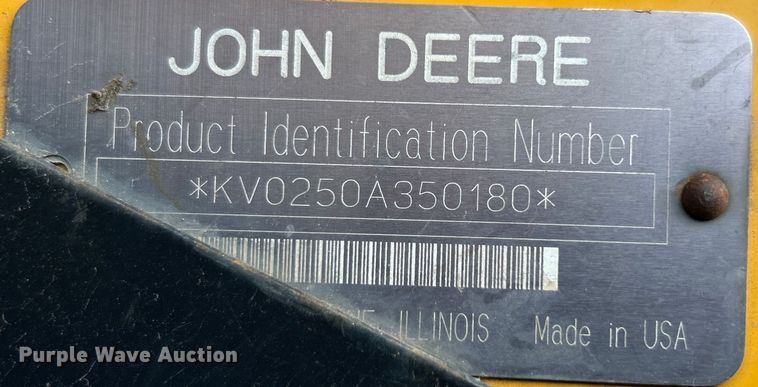 JOHN DEERE
Product Identification Number
*KV0250A350180*
ILLINOIS Made in USA
Purple Wave Auction